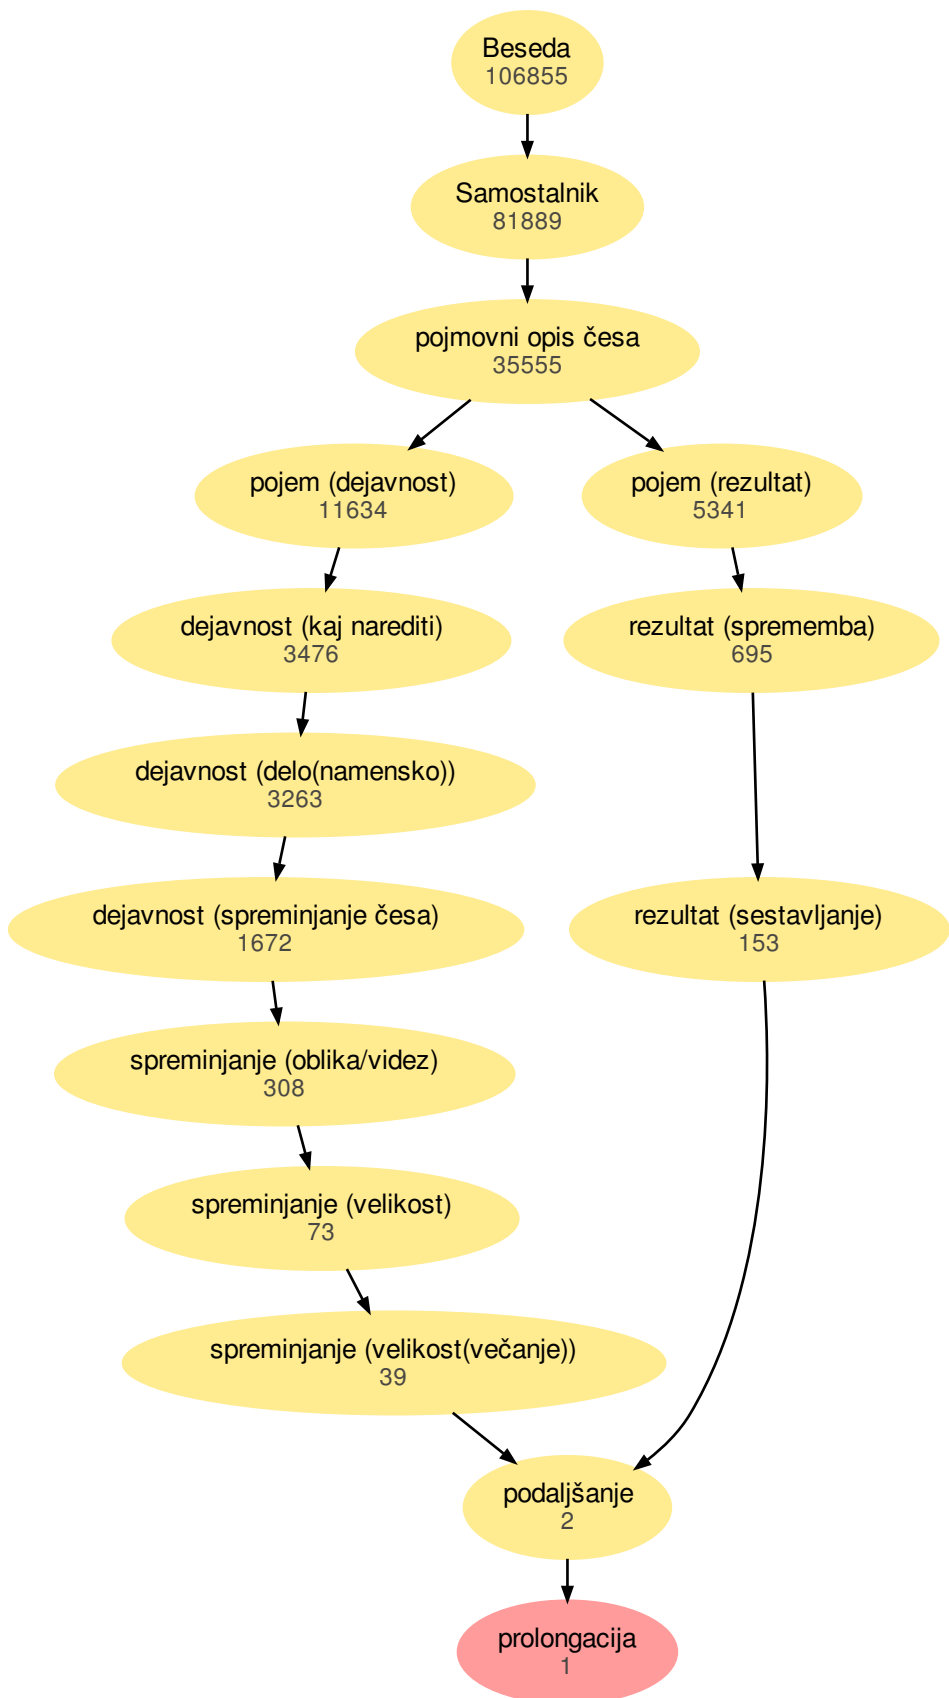 Beseda
106855
Samostalnik
81889
pojmovni opis česa
35555
pojem (dejavnost)
11634
pojem (rezultat)
5341
dejavnost (kaj narediti)
3476
rezultat (sprememba)
695
dejavnost (delo(namensko))
3263
dejavnost (spreminjanje česa)
1672
rezultat (sestavljanje)
153
spreminjanje (oblika/videz)
308
spreminjanje (velikost)
73
spreminjanje (velikost(večanje))
39
podaljšanje
2
prolongacija
1